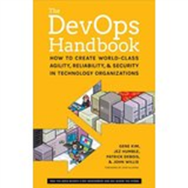 The
DevOps
Handbook
HOW TO CREATE WORLD-CLASS
AGILITY, RELIABILITY, & SECURITY
IN TECHNOLOGY ORGANIZATIONS
GENE KIM,
JEZ HUMBLE,
PATRICK DEBOIS,
& JOHN WILLIS